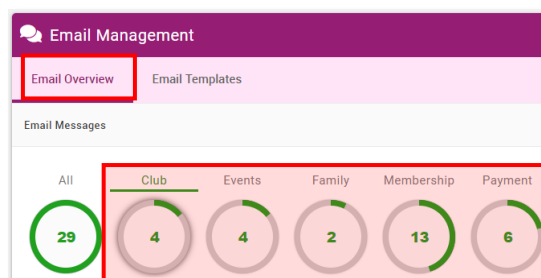 Email Management
Email Overview Email Templates
Email Messages
All Club Events Family Membership Payment
29 4 4 2 13 6